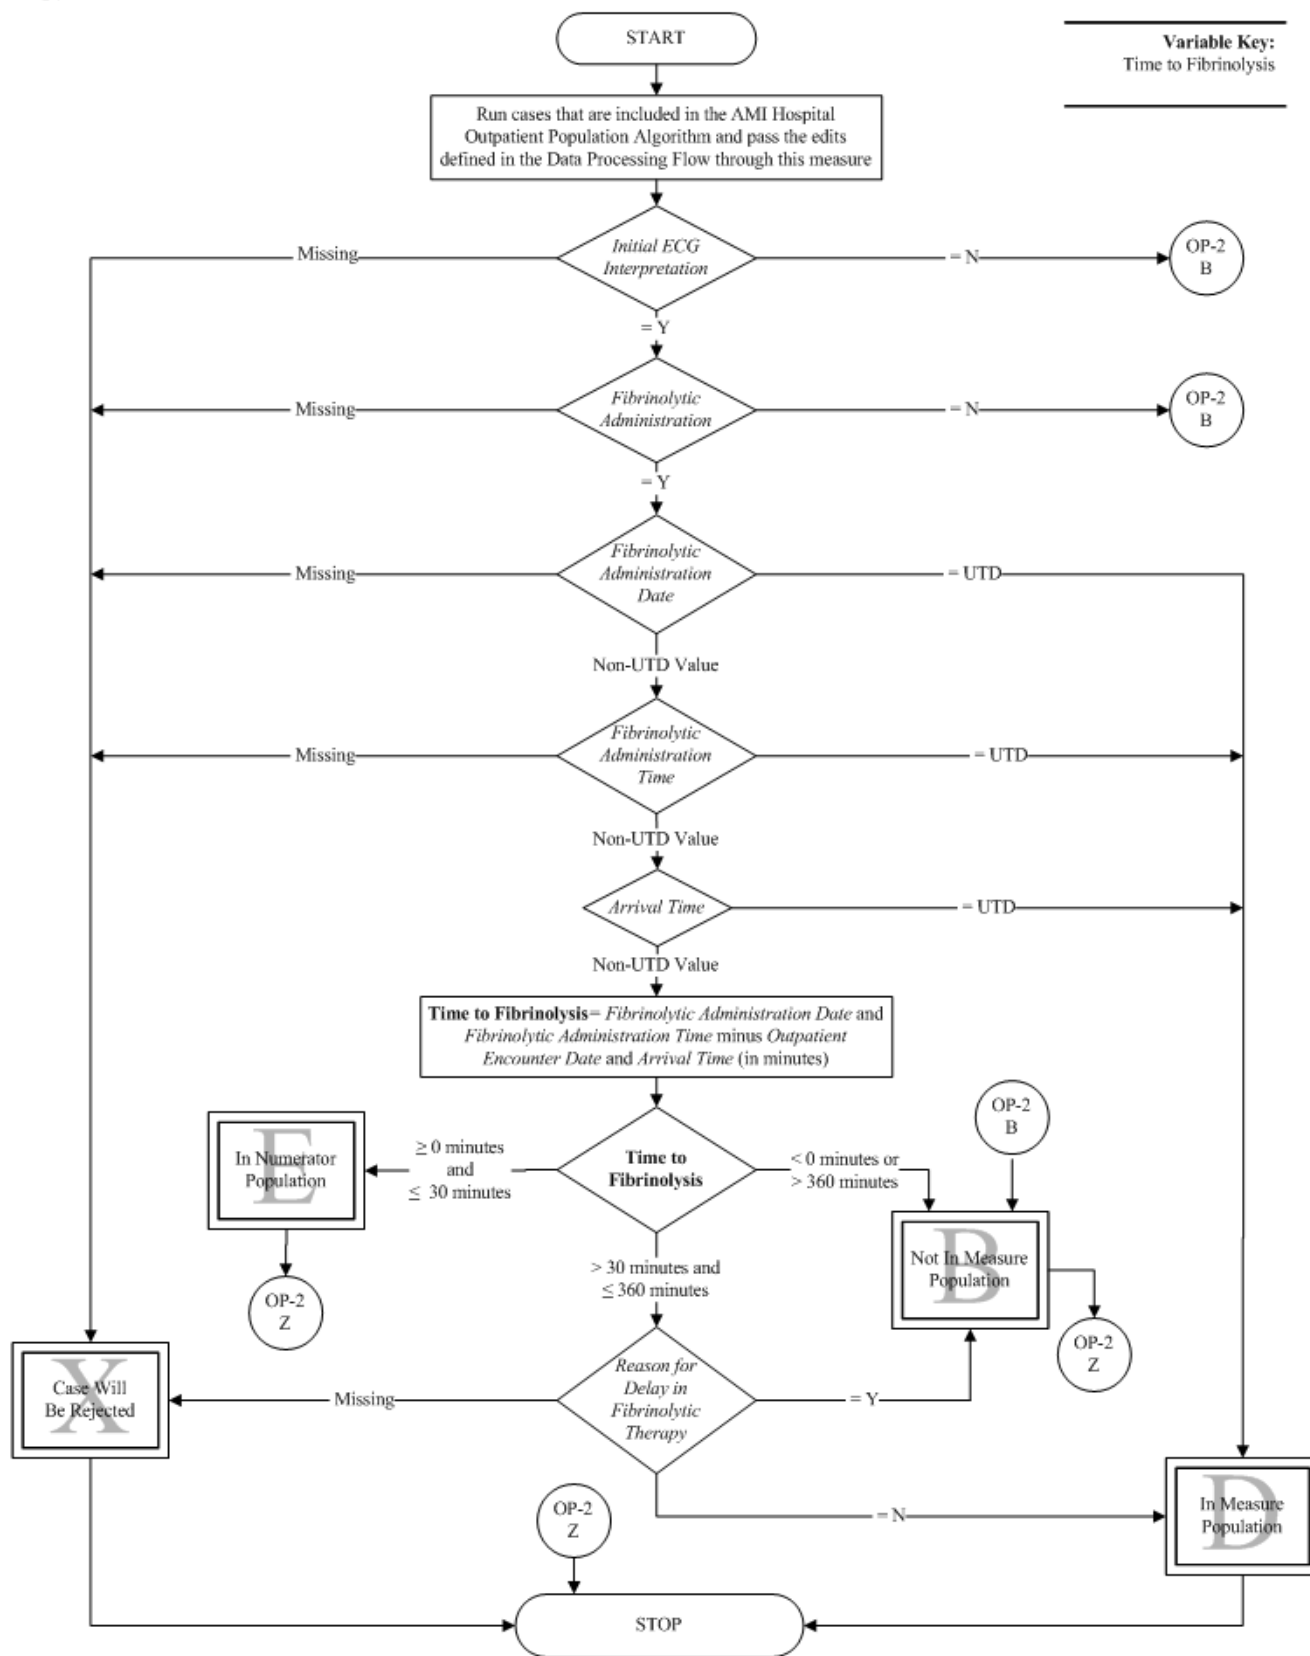 START
Variable Key:
Time to Fibrinolysis
Run cases that are included in the AMI Hospital
Outpatient Population Algorithm and pass the edits
defined in the Data Processing Flow through this measure
Missing
Initial ECG
Interpretation
= N
OP-2
B
= Y
Missing
Fibrinolytic
Administration
= N
OP-2
B
= Y
Missing
Fibrinolytic
Administration
Date
= UTD
Non-UTD Value
Missing
Fibrinolytic
Administration
Time
= UTD
Non-UTD Value
Arrival Time
= UTD
Non-UTD Value
Time to Fibrinolysis= Fibrinolytic Administration Date and
Fibrinolytic Administration Time minus Outpatient
Encounter Date and Arrival Time (in minutes)
E
In Numerator
Population
≥ 0 minutes
and
≤ 30 minutes
Time to
Fibrinolysis
< 0 minutes or
> 360 minutes
OP-2
B
B
Not In Measure
Population
OP-2
Z
> 30 minutes and
≤ 360 minutes
OP-2
Z
X
Case Will
Be Rejected
Missing
Reason for
Delay in
Fibrinolytic
Therapy
= Y
= N
D
In Measure
Population
OP-2
Z
STOP